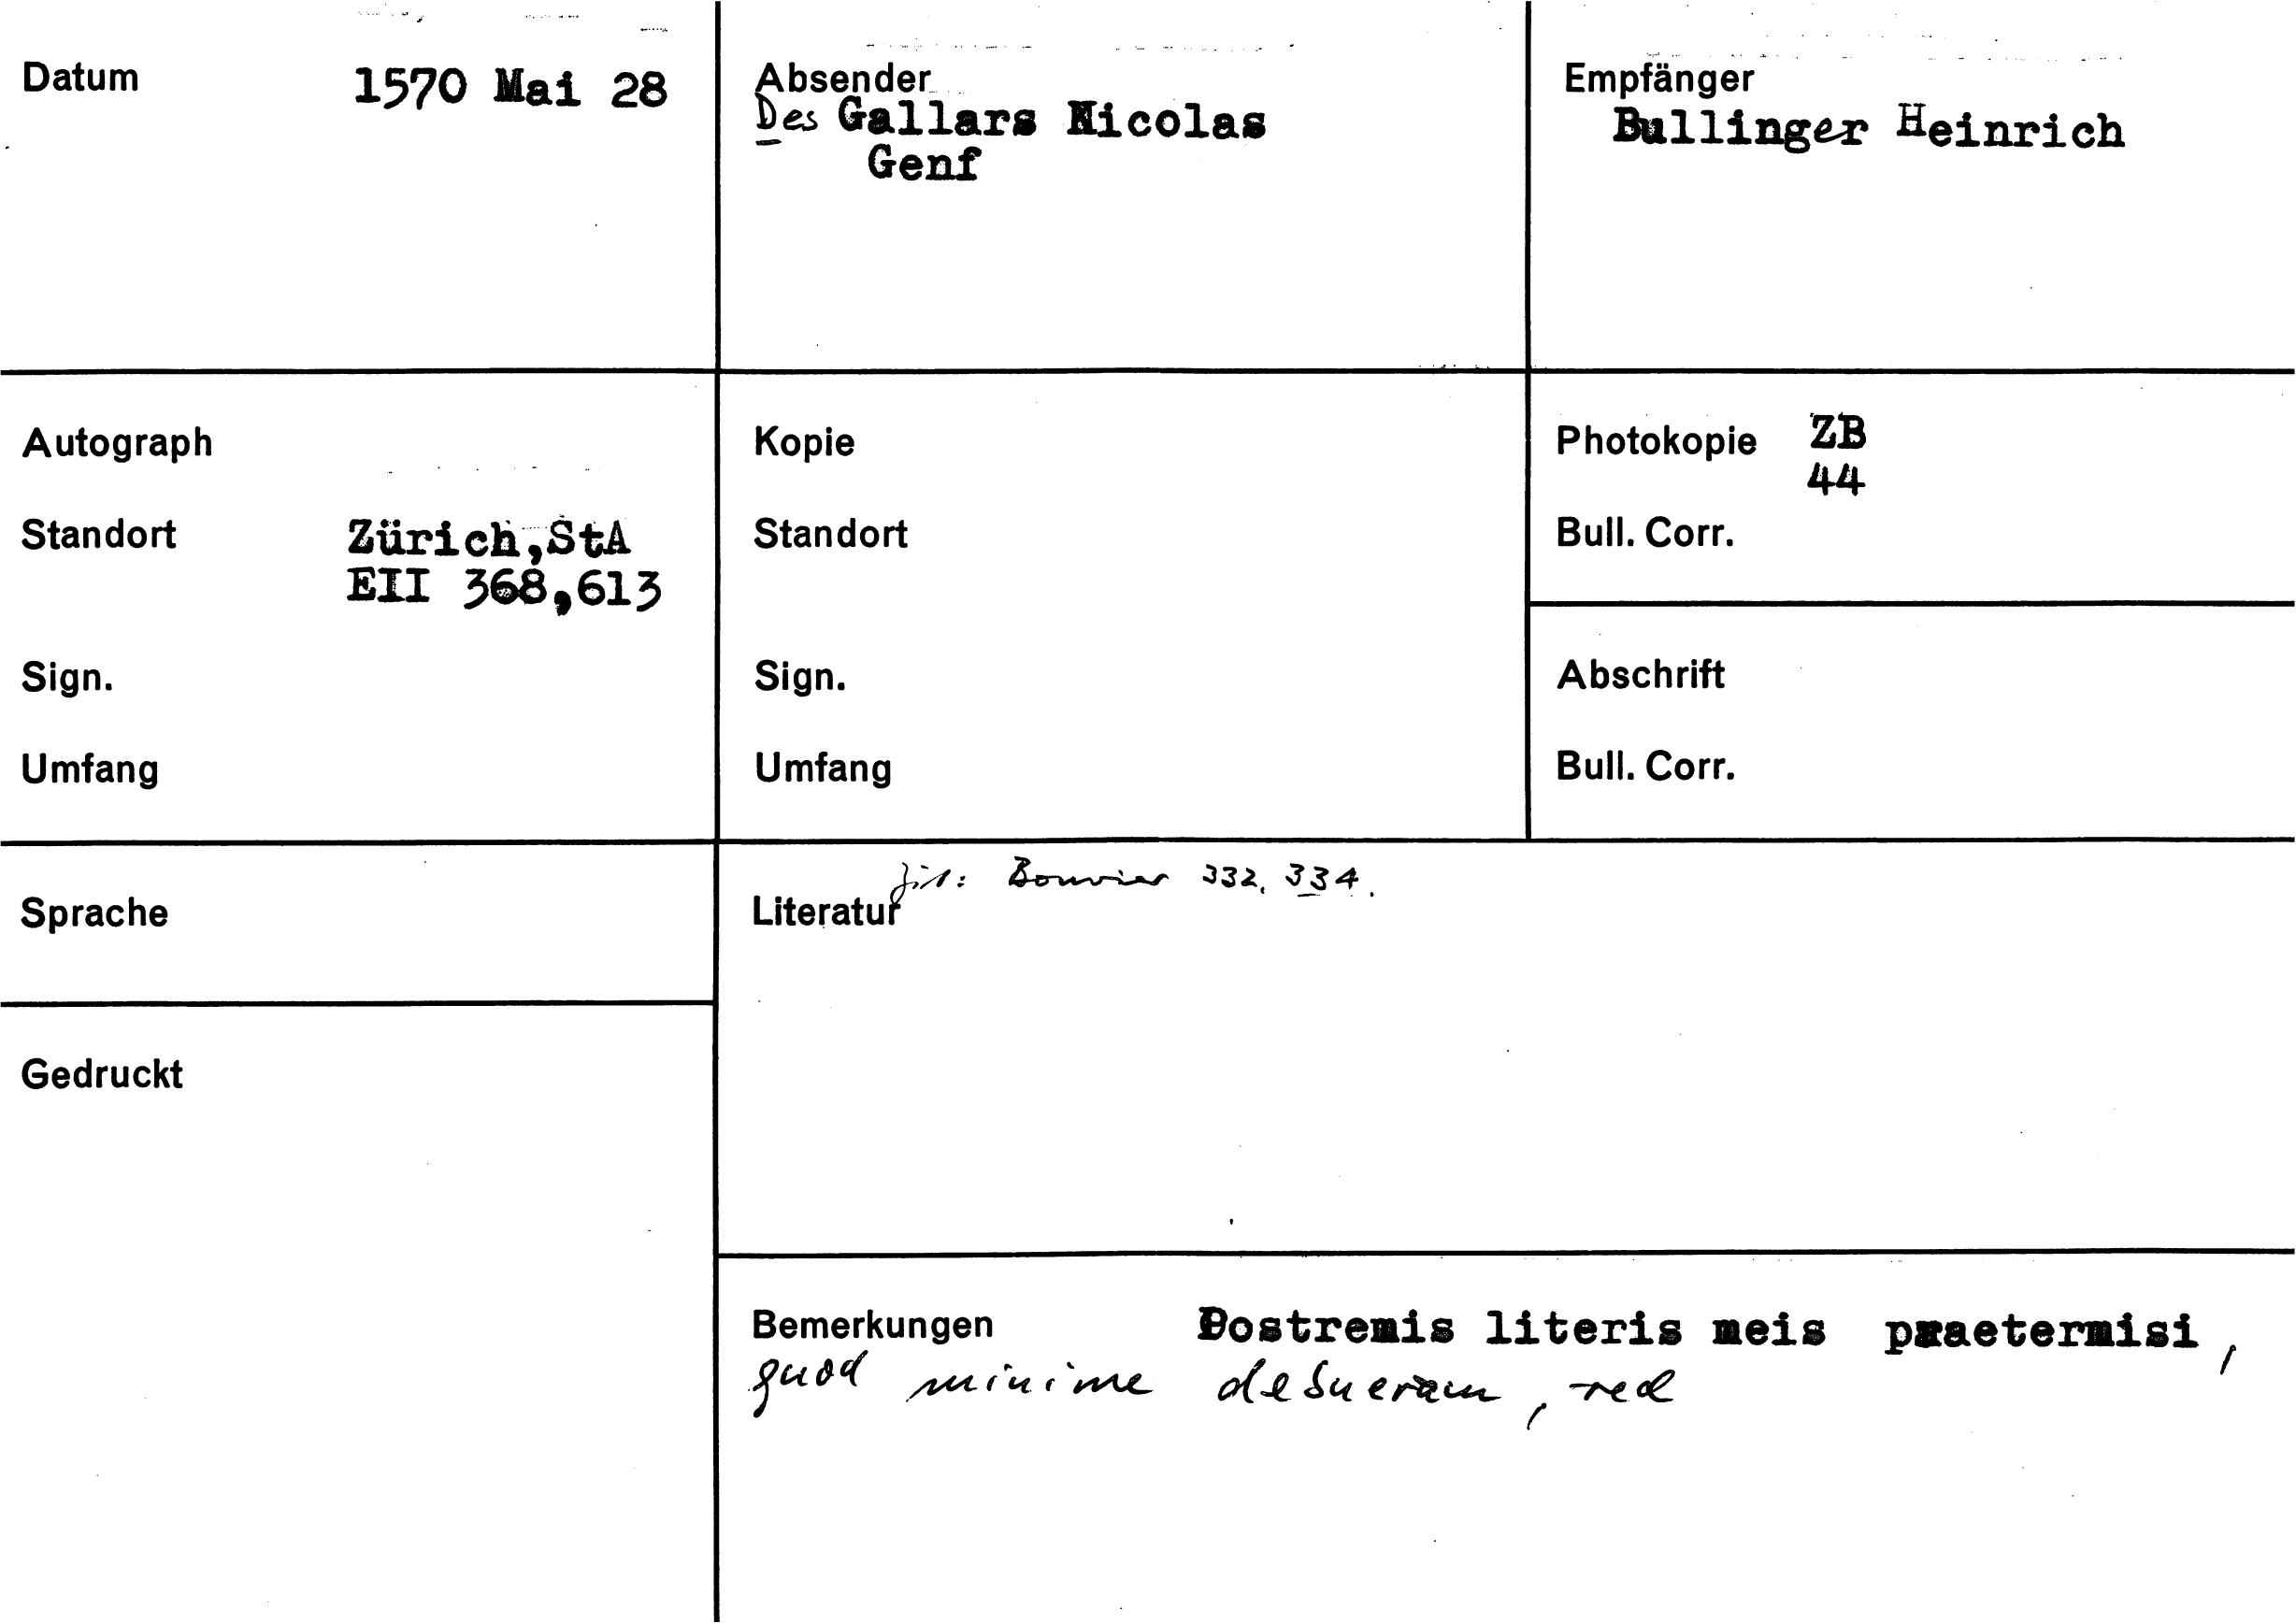 Datum 1570 Mai 28
Absender
Des Gallars Nicolas
Genf
Empfänger
Bullinger Heinrich
Autograph
Standort Zürich, StA
EII 368,613
Sign.
Umfang
Kopie
Standort
Sign.
Umfang
Photokopie ZB
44
Bull. Corr.
Abschrift
Bull. Corr.
Sprache
Gedruckt
zit: Bouvier 332, 334.
Literatur
Bemerkungen Postremis literis meis praetermisi,
quod minime debueram, red